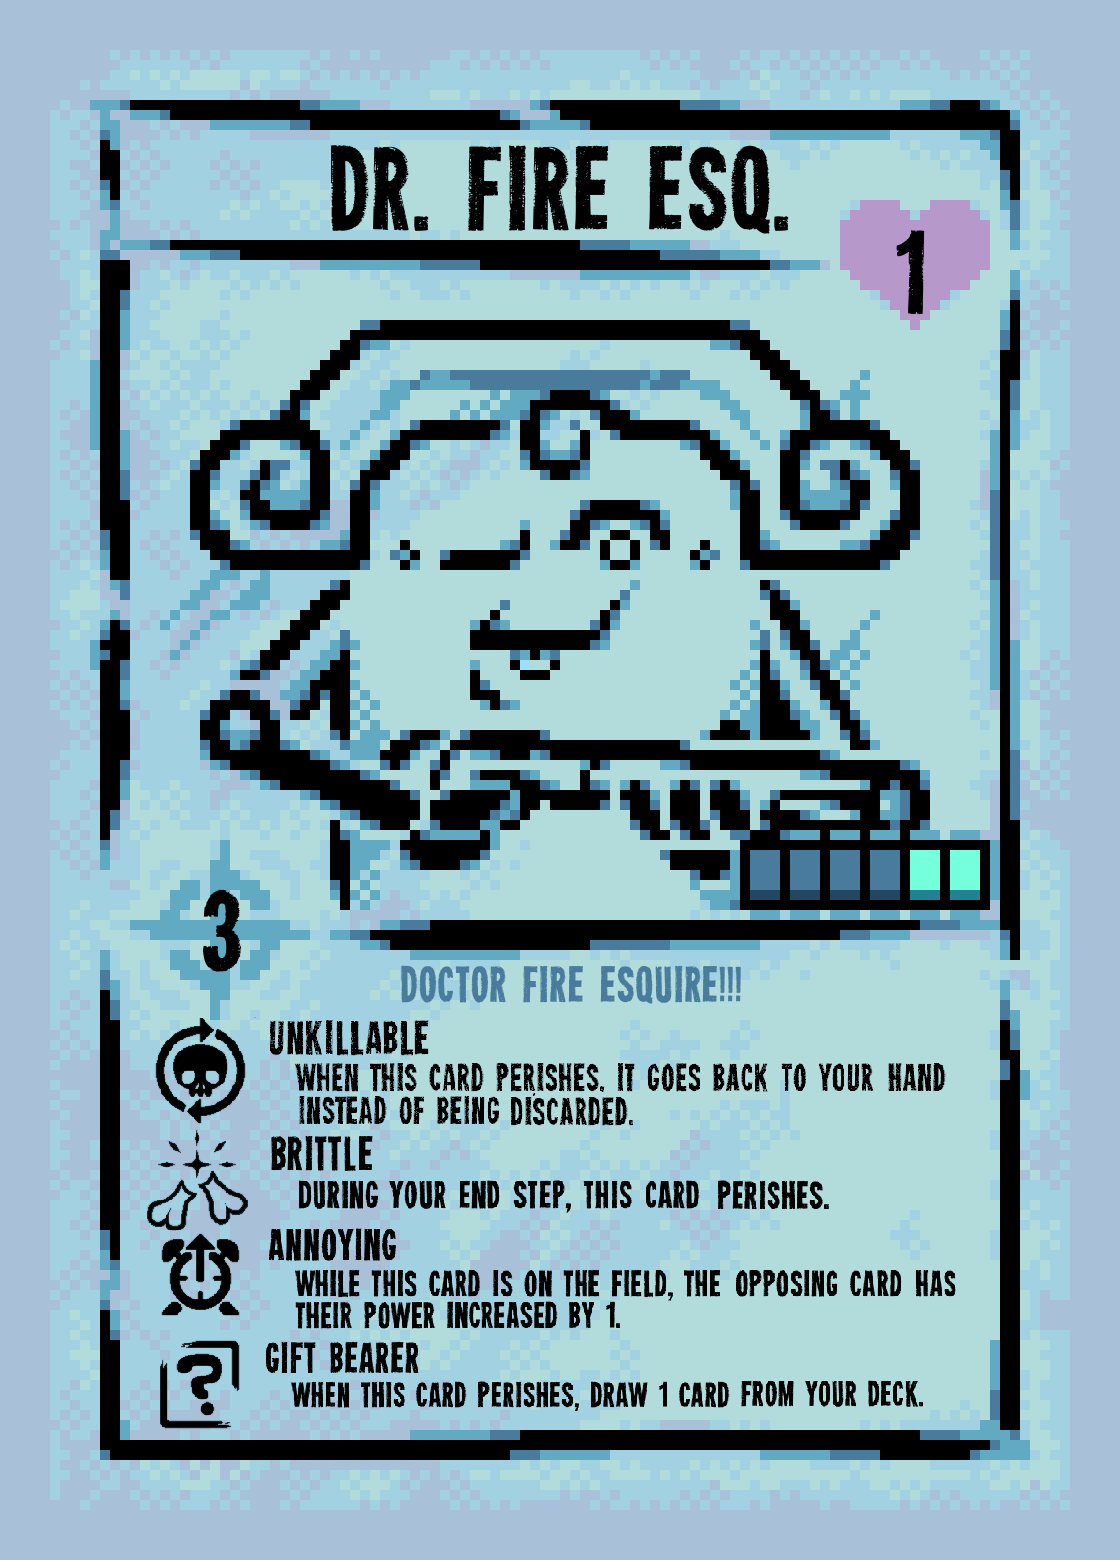 DR. FIRE ESQ.
1
3
DOCTOR FIRE ESQUIRE!!!
UNKILLABLE
WHEN THIS CARD PERISHES, IT GOES BACK TO YOUR HAND
INSTEAD OF BEING DISCARDED.
BRITTLE
DURING YOUR END STEP, THIS CARD PERISHES.
ANNOYING
WHILE THIS CARD IS ON THE FIELD, THE OPPOSING CARD HAS
THEIR POWER INCREASED BY 1.
?
GIFT BEARER
WHEN THIS CARD PERISHES, DRAW 1 CARD FROM YOUR DECK.